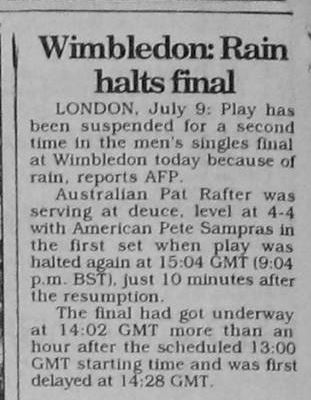 Wimbledon: Rain
halts final
LONDON, July 9: Play has
been suspended for a second
time in the men's singles final
at Wimbledon today because of
rain, reports AFP.
Australian Pat Rafter was
serving at deuce, level at 4-4
with American Pete Sampras in
the first set when play was
halted again at 15:04 GMT (9:04
p.m. BST), just 10 minutes after
the resumption.
The final had got underway
at 14:02 GMT more than an
hour after the scheduled 13:00
GMT starting time and was first
delayed at 14:28 GMT.